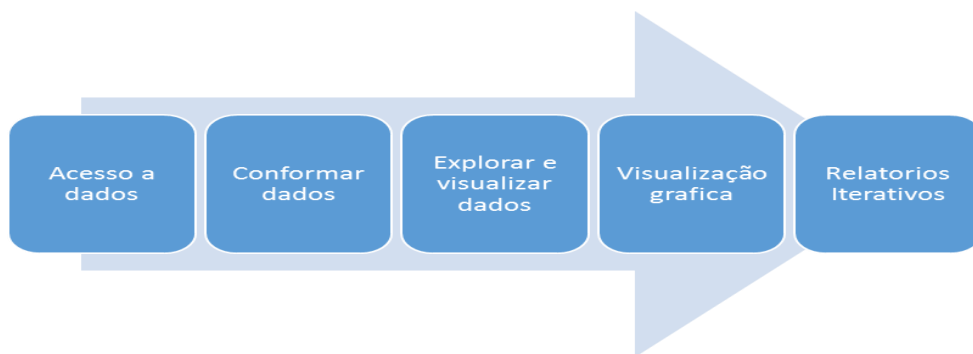 Acesso a
dados
Conformar
dados
Explorar e
visualizar
dados
Visualização
grafica
Relatorios
Iterativos